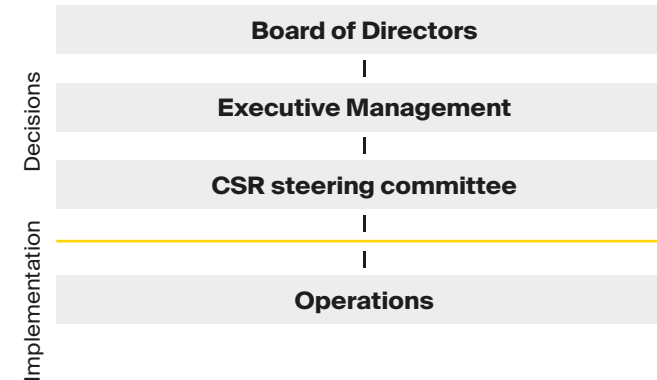 Board of Directors
Decisions
Executive Management
CSR steering committee
Implementation
Operations